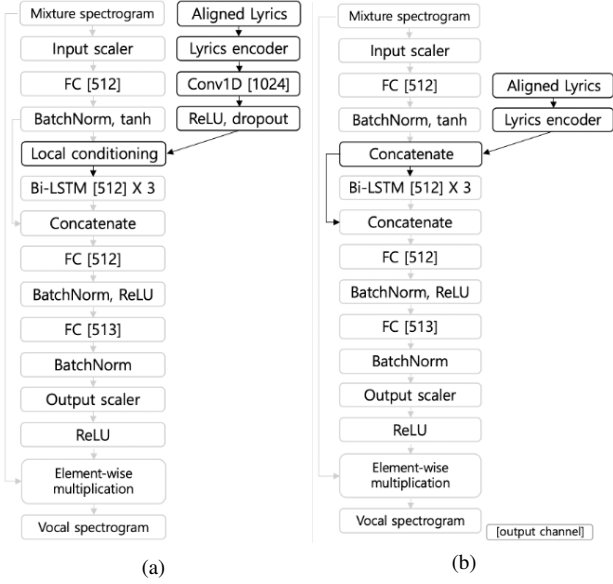 Mixture spectrogram
Input scaler
FC [512]
BatchNorm, tanh
Local conditioning
Bi-LSTM [512] X 3
Concatenate
FC [512]
BatchNorm, ReLU
FC [513]
BatchNorm
Output scaler
ReLU
Element-wise
multiplication
Vocal spectrogram
Aligned Lyrics
Lyrics encoder
Conv1D [1024]
ReLU, dropout
(a)
Mixture spectrogram
Input scaler
FC [512]
BatchNorm, tanh
Concatenate
Bi-LSTM [512] X 3
Concatenate
FC [512]
BatchNorm, ReLU
FC [513]
BatchNorm
Output scaler
ReLU
Element-wise
multiplication
Vocal spectrogram
Aligned Lyrics
Lyrics encoder
[output channel]
(b)